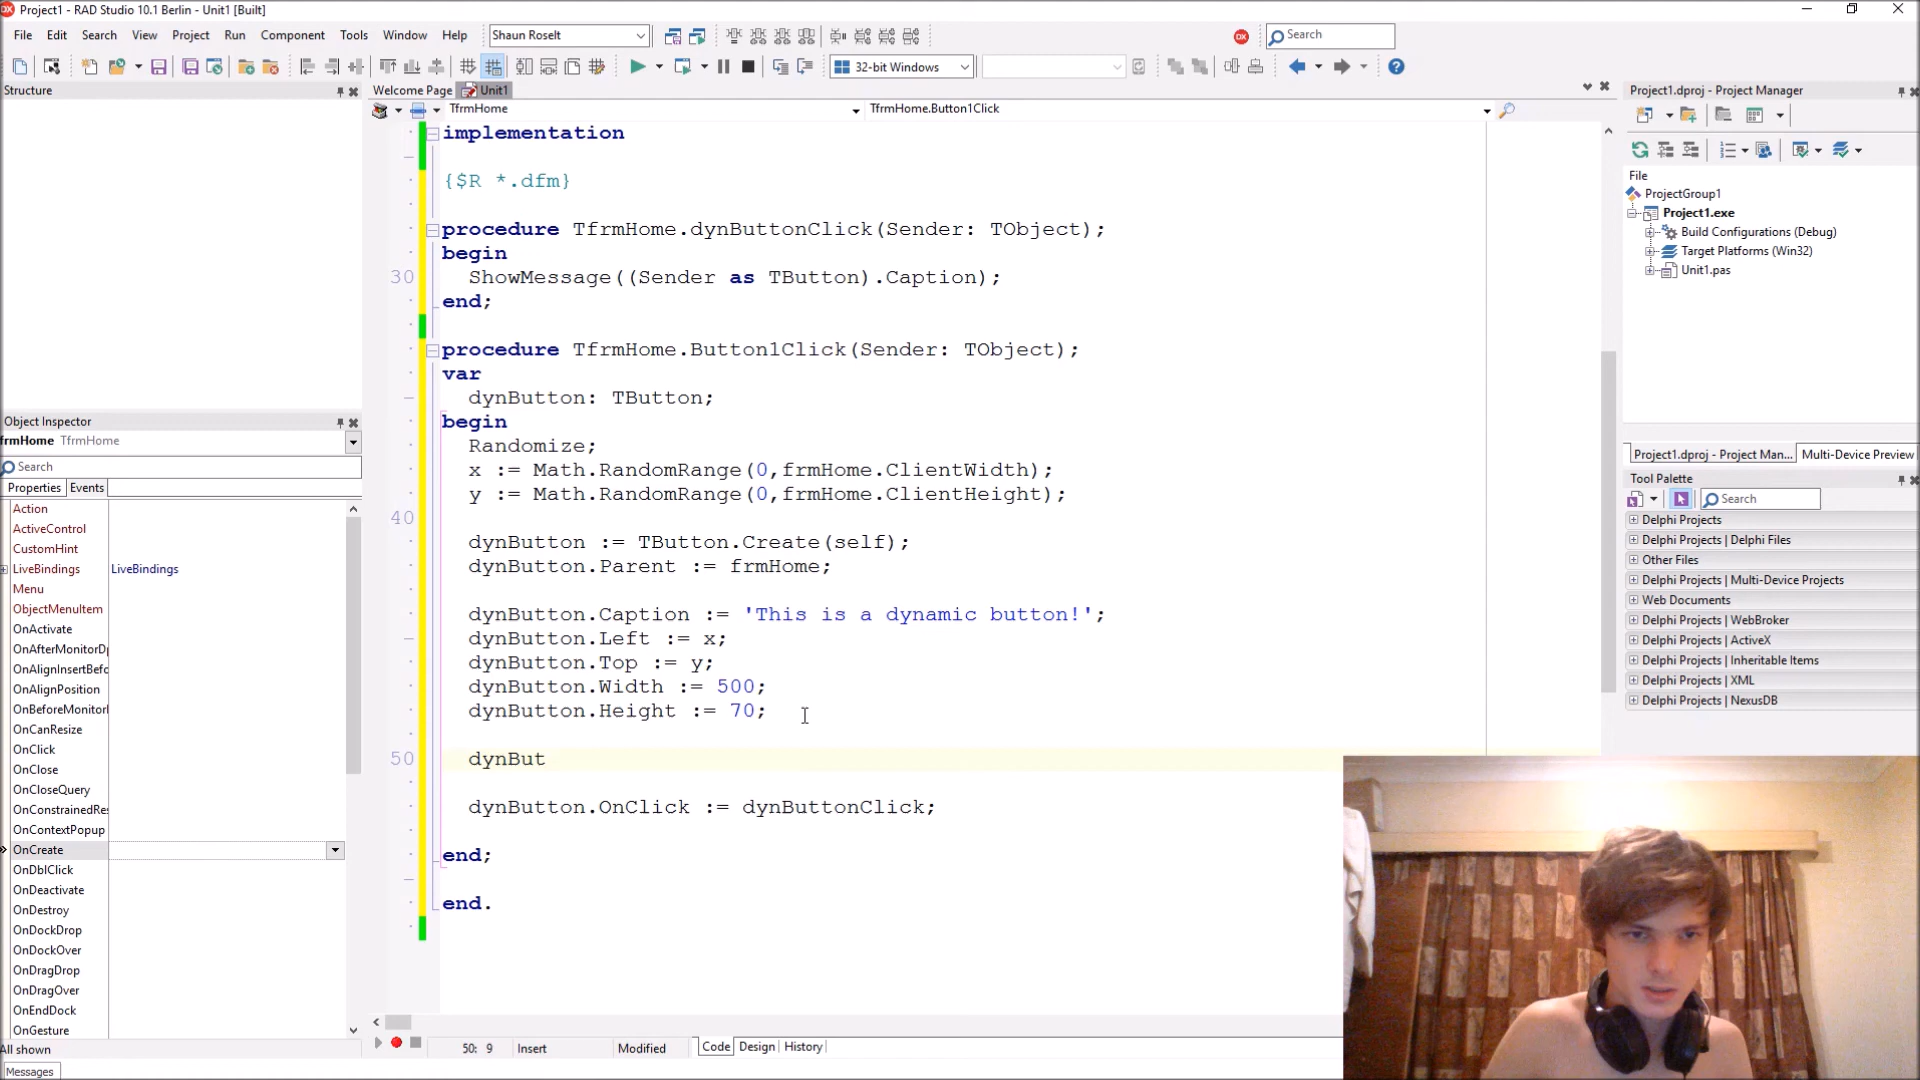 Project1 - RAD Studio 10.1 Berlin - Unit1 [Built]
File Edit Search View Project Run Component Tools Window Help Shaun Roselt DX Search
32-bit Windows
Structure
Welcome Page Unit1
Project1.dproj - Project Manager
TfrmHome TfrmHome.Button1Click
implementation
{$R *.dfm}
procedure TfrmHome.dynButtonClick(Sender: TObject);
begin
30 ShowMessage((Sender as TButton).Caption);
end;
procedure TfrmHome.Button1Click(Sender: TObject);
var
dynButton: TButton;
begin
Randomize;
x := Math.RandomRange(0,frmHome.ClientWidth);
y := Math.RandomRange(0,frmHome.ClientHeight);
40
dynButton := TButton.Create(self);
dynButton.Parent := frmHome;
dynButton.Caption := 'This is a dynamic button!';
dynButton.Left := x;
dynButton.Top := y;
dynButton.Width := 500;
dynButton.Height := 70;
50 dynBut
dynButton.OnClick := dynButtonClick;
end;
end.
50: 9 Insert Modified Code Design History
Object Inspector
frmHome TfrmHome
Search
Properties Events
Action
ActiveControl
CustomHint
LiveBindings LiveBindings
Menu
ObjectMenuItem
OnActivate
OnAfterMonitorDp
OnAlignInsertBefo
OnAlignPosition
OnBeforeMonitorI
OnCanResize
OnClick
OnClose
OnCloseQuery
OnConstrainedRes
OnContextPopup
OnCreate
OnDblClick
OnDeactivate
OnDestroy
OnDockDrop
OnDockOver
OnDragDrop
OnDragOver
OnEndDock
OnGesture
All shown
Messages
File
ProjectGroup1
Project1.exe
Build Configurations (Debug)
Target Platforms (Win32)
Unit1.pas
Project1.dproj - Project Man... Multi-Device Preview
Tool Palette
Search
Delphi Projects
Delphi Projects | Delphi Files
Other Files
Delphi Projects | Multi-Device Projects
Web Documents
Delphi Projects | WebBroker
Delphi Projects | ActiveX
Delphi Projects | Inheritable Items
Delphi Projects | XML
Delphi Projects | NexusDB